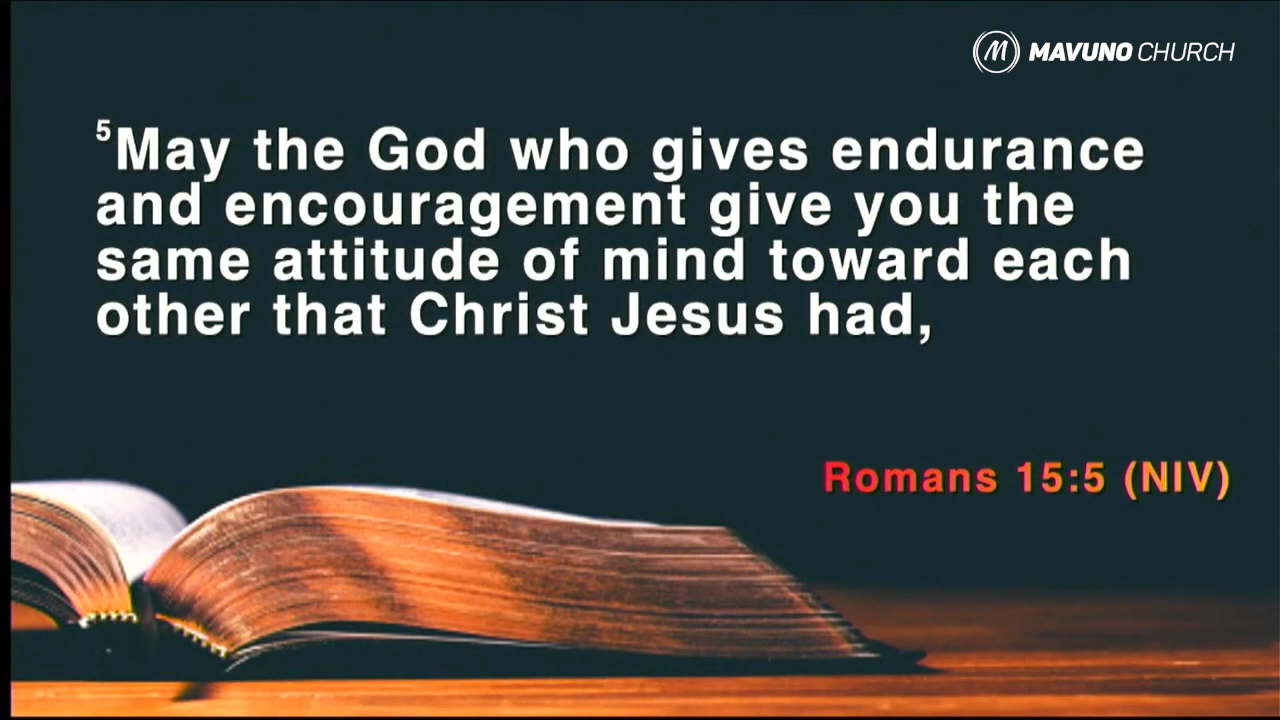 MAVUNO CHURCH
⁵May the God who gives endurance
and encouragement give you the
same attitude of mind toward each
other that Christ Jesus had,
Romans 15:5 (NIV)